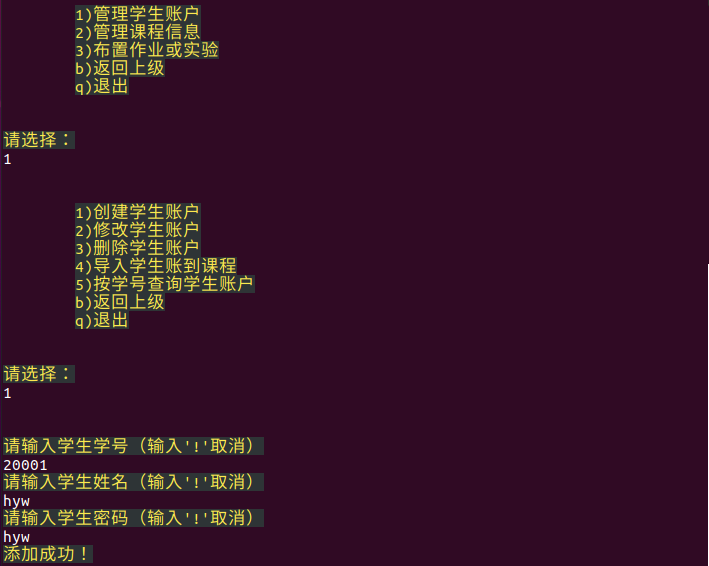 1)管理学生账户
2)管理课程信息
3)布置作业或实验
b)返回上级
q)退出
请选择：
1
1)创建学生账户
2)修改学生账户
3)删除学生账户
4)导入学生账到课程
5)按学号查询学生账户
b)返回上级
q)退出
请选择：
1
请输入学生学号（输入'!'取消）
20001
请输入学生姓名（输入'!'取消）
hyw
请输入学生密码（输入'!'取消）
hyw
添加成功！